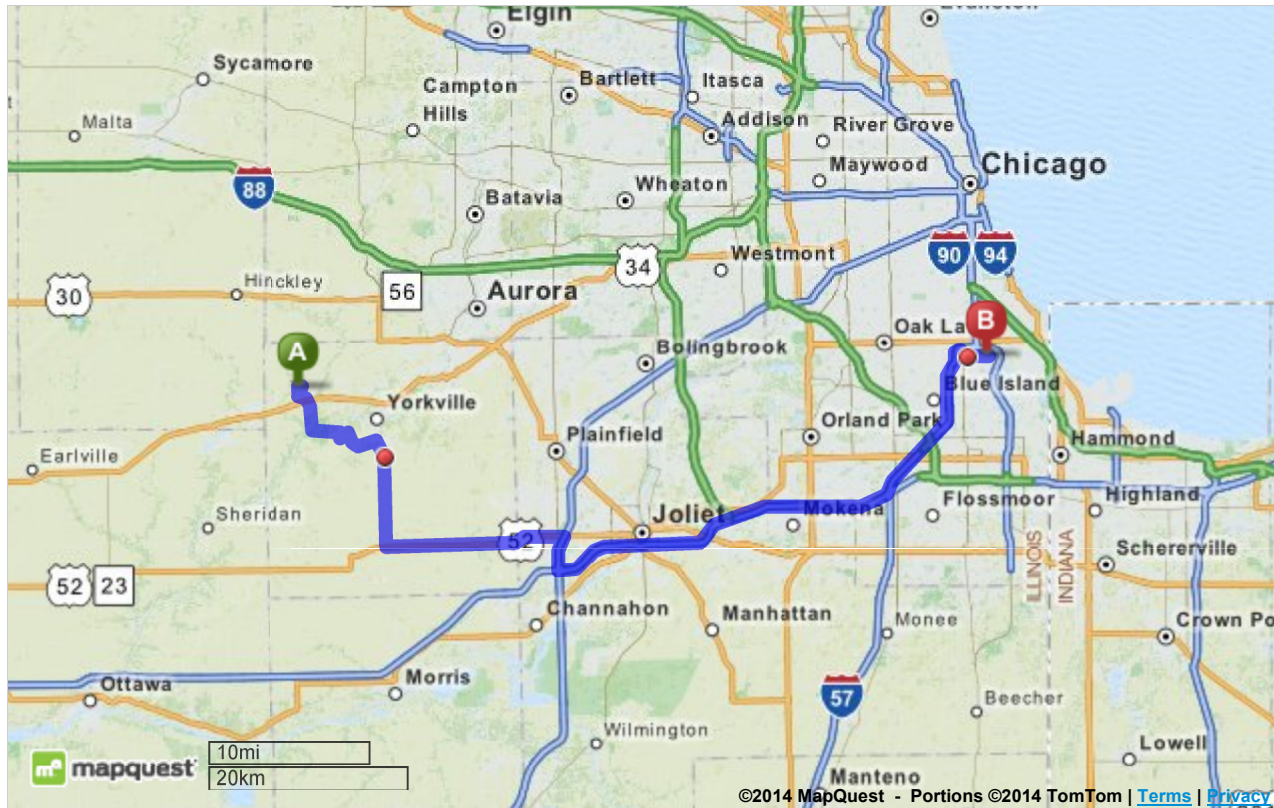 Elgin
Sycamore
Campton
Hills
Bartlett
Itasca
Malta
Addison
River Grove
Maywood
Chicago
88
Batavia
Wheaton
90
94
34
Westmont
Hinckley
30
56
Aurora
Oak La
B
A
Bolingbrook
Blue Island
Yorkville
Orland Park
Plainfield
Hammond
Earlville
Flossmoor
Highland
Sheridan
Joliet
Mokena
52
Schererville
ILLINOIS
INDIANA
52
23
Channahon
Manhattan
Monee
Crown Po
Ottawa
Morris
57
Beecher
Wilmington
Lowell
10mi
mapquest
20km
Manteno
©2014 MapQuest - Portions ©2014 TomTom | Terms | Privacy